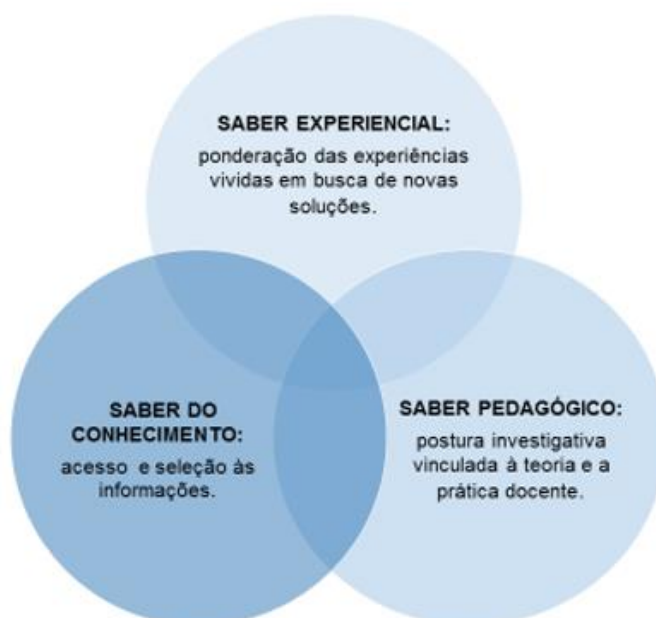 SABER EXPERIENCIAL:
ponderação das experiências
vividas em busca de novas
soluções.
SABER DO
CONHECIMENTO:
acesso e seleção às
informações.
SABER PEDAGÓGICO:
postura investigativa
vinculada à teoria e a
prática docente.